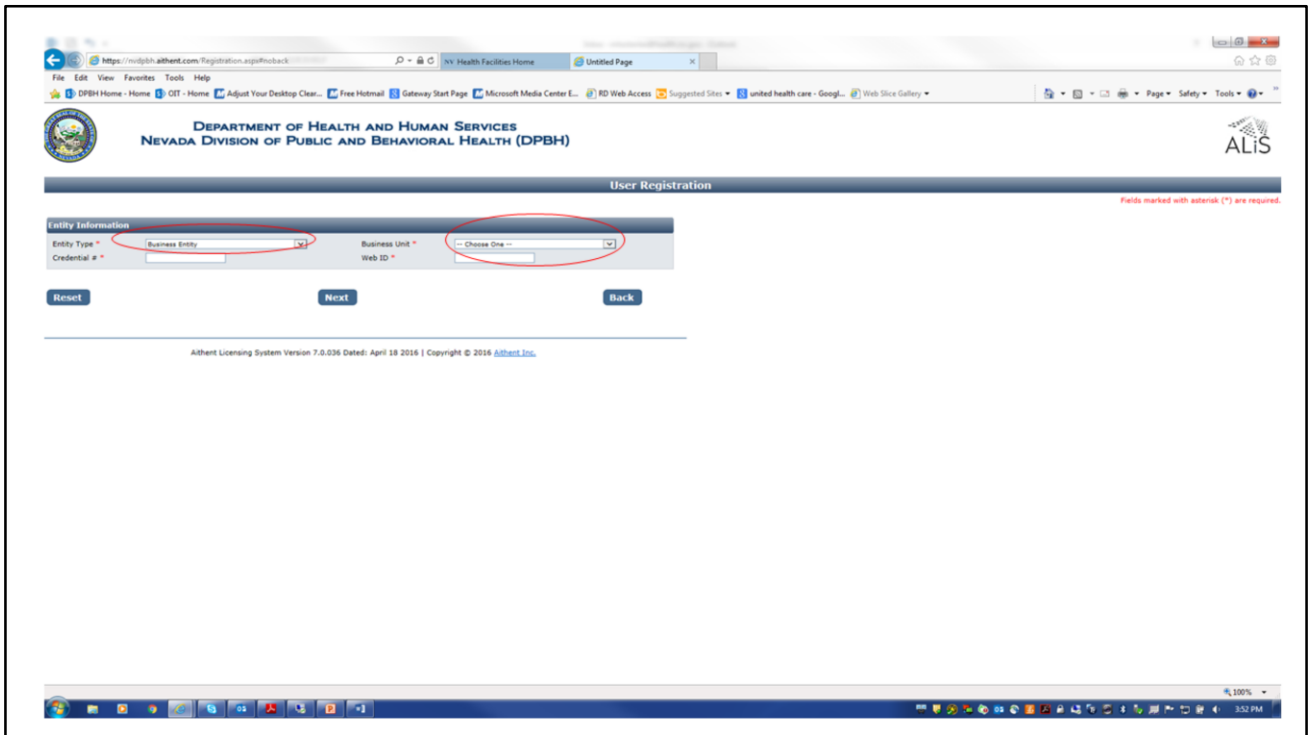 https://nvdpbh.aithent.com/Registration.aspx#noback
NV Health Facilities Home
Untitled Page
File Edit View Favorites Tools Help
DPBH Home - Home OIT - Home Adjust Your Desktop Clear... Free Hotmail Gateway Start Page Microsoft Media Center E... RD Web Access Suggested Sites united health care - Googl... Web Slice Gallery
Page Safety Tools
DEPARTMENT OF HEALTH AND HUMAN SERVICES
NEVADA DIVISION OF PUBLIC AND BEHAVIORAL HEALTH (DPBH)
ALiS
User Registration
Fields marked with asterisk (*) are required.
Entity Information
Entity Type * Business Entity Business Unit * -- Choose One --
Credential # * Web ID *
Reset Next Back
Aithent Licensing System Version 7.0.036 Dated: April 18 2016 | Copyright © 2016 Aithent Inc.
100%
3:52 PM